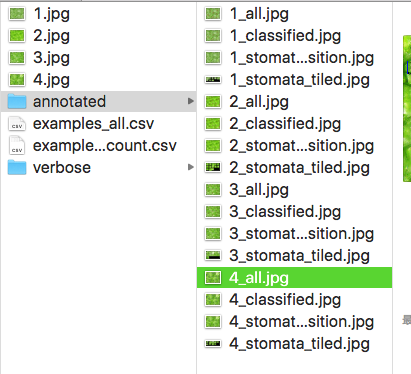 1.jpg
2.jpg
3.jpg
4.jpg
annotated
examples_all.csv
example...count.csv
verbose
1_all.jpg
1_classified.jpg
1_stomat...sition.jpg
1_stomata_tiled.jpg
2_all.jpg
2_classified.jpg
2_stomat...sition.jpg
2_stomata_tiled.jpg
3_all.jpg
3_classified.jpg
3_stomat...sition.jpg
3_stomata_tiled.jpg
4_all.jpg
4_classified.jpg
4_stomat...sition.jpg
4_stomata_tiled.jpg